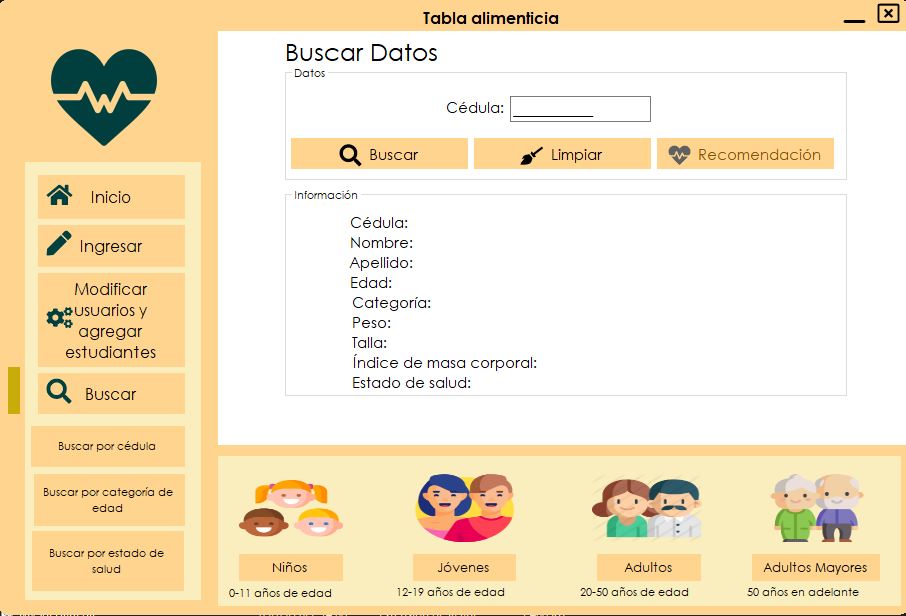 Tabla alimenticia
Buscar Datos
Datos
Cédula:
Buscar
Limpiar
Recomendación
Información
Cédula:
Nombre:
Apellido:
Edad:
Categoría:
Peso:
Talla:
Índice de masa corporal:
Estado de salud:
Inicio
Ingresar
Modificar
usuarios y
agregar
estudiantes
Buscar
Buscar por cédula
Buscar por categoría de
edad
Buscar por estado de
salud
Niños
0-11 años de edad
Jóvenes
12-19 años de edad
Adultos
20-50 años de edad
Adultos Mayores
50 años en adelante